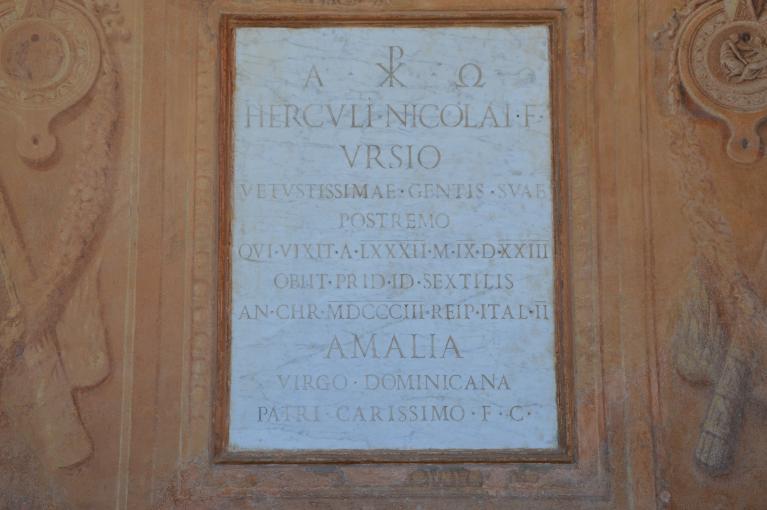 Α ☧ Ω
HERCVLI·NICOLAI·F·
VRSIO
VETVSTISSIMAE·GENTIS·SVAE
POSTREMO
QVI·VIXIT·A·LXXXII·M·IX·D·XXIII
OBIIT·PRID·ID·SEXTILIS
AN·CHR·MDCCCIII·REIP·ITAL·II
AMALIA
VIRGO·DOMINICANA
PATRI·CARISSIMO·F·C·